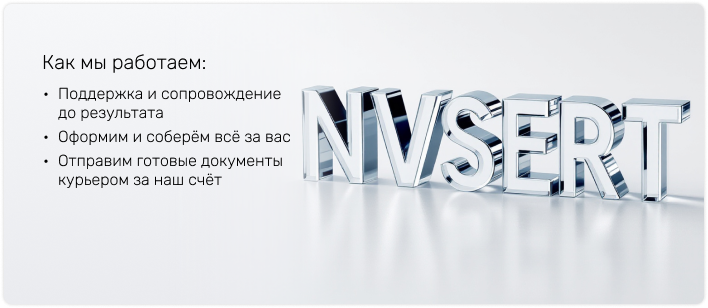 Как мы работаем:
• Поддержка и сопровождение
до результата
• Оформим и соберём всё за вас
• Отправим готовые документы
курьером за наш счёт
NVSERT